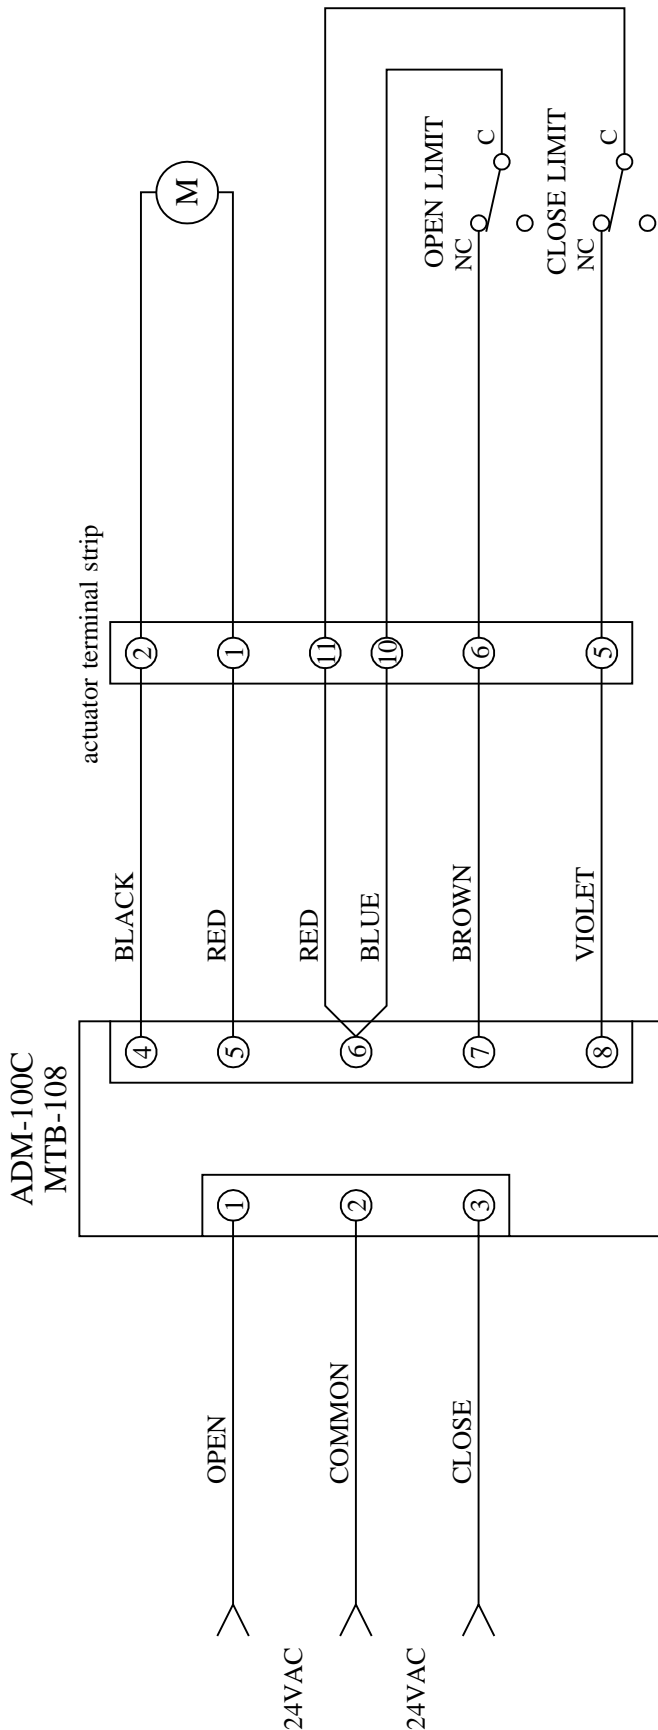 ADM-100C
MTB-108
actuator terminal strip
24VAC
24VAC
OPEN
COMMON
CLOSE
1
2
3
4
5
6
7
8
BLACK
RED
RED
BLUE
BROWN
VIOLET
2
1
11
10
6
5
M
OPEN LIMIT
NC
C
CLOSE LIMIT
NC
C